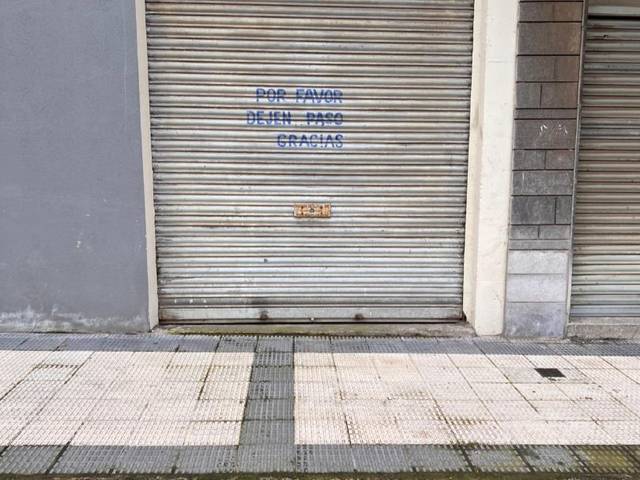 POR FAVOR
DEJEN PASO
GRACIAS